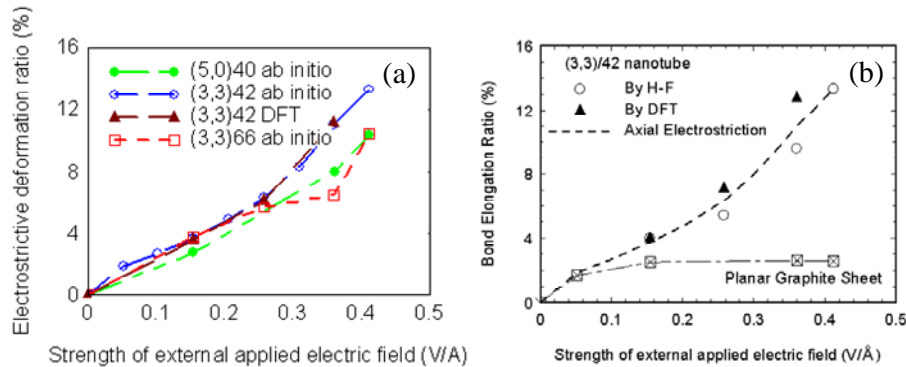 16
12
8
4
0
0
0.1
0.2
0.3
0.4
0.5
Electrostrictive deformation ratio (%)
(a)
(5,0)40 ab initio
(3,3)42 ab initio
(3,3)42 DFT
(3,3)66 ab initio
Strength of external applied electric field (V/A)
16
12
8
4
0
0
0.1
0.2
0.3
0.4
0.5
Bond Elongation Ratio (%)
(b)
(3,3)/42 nanotube
By H-F
By DFT
Axial Electrostriction
Planar Graphite Sheet
Strength of external applied electric field (V/Å)